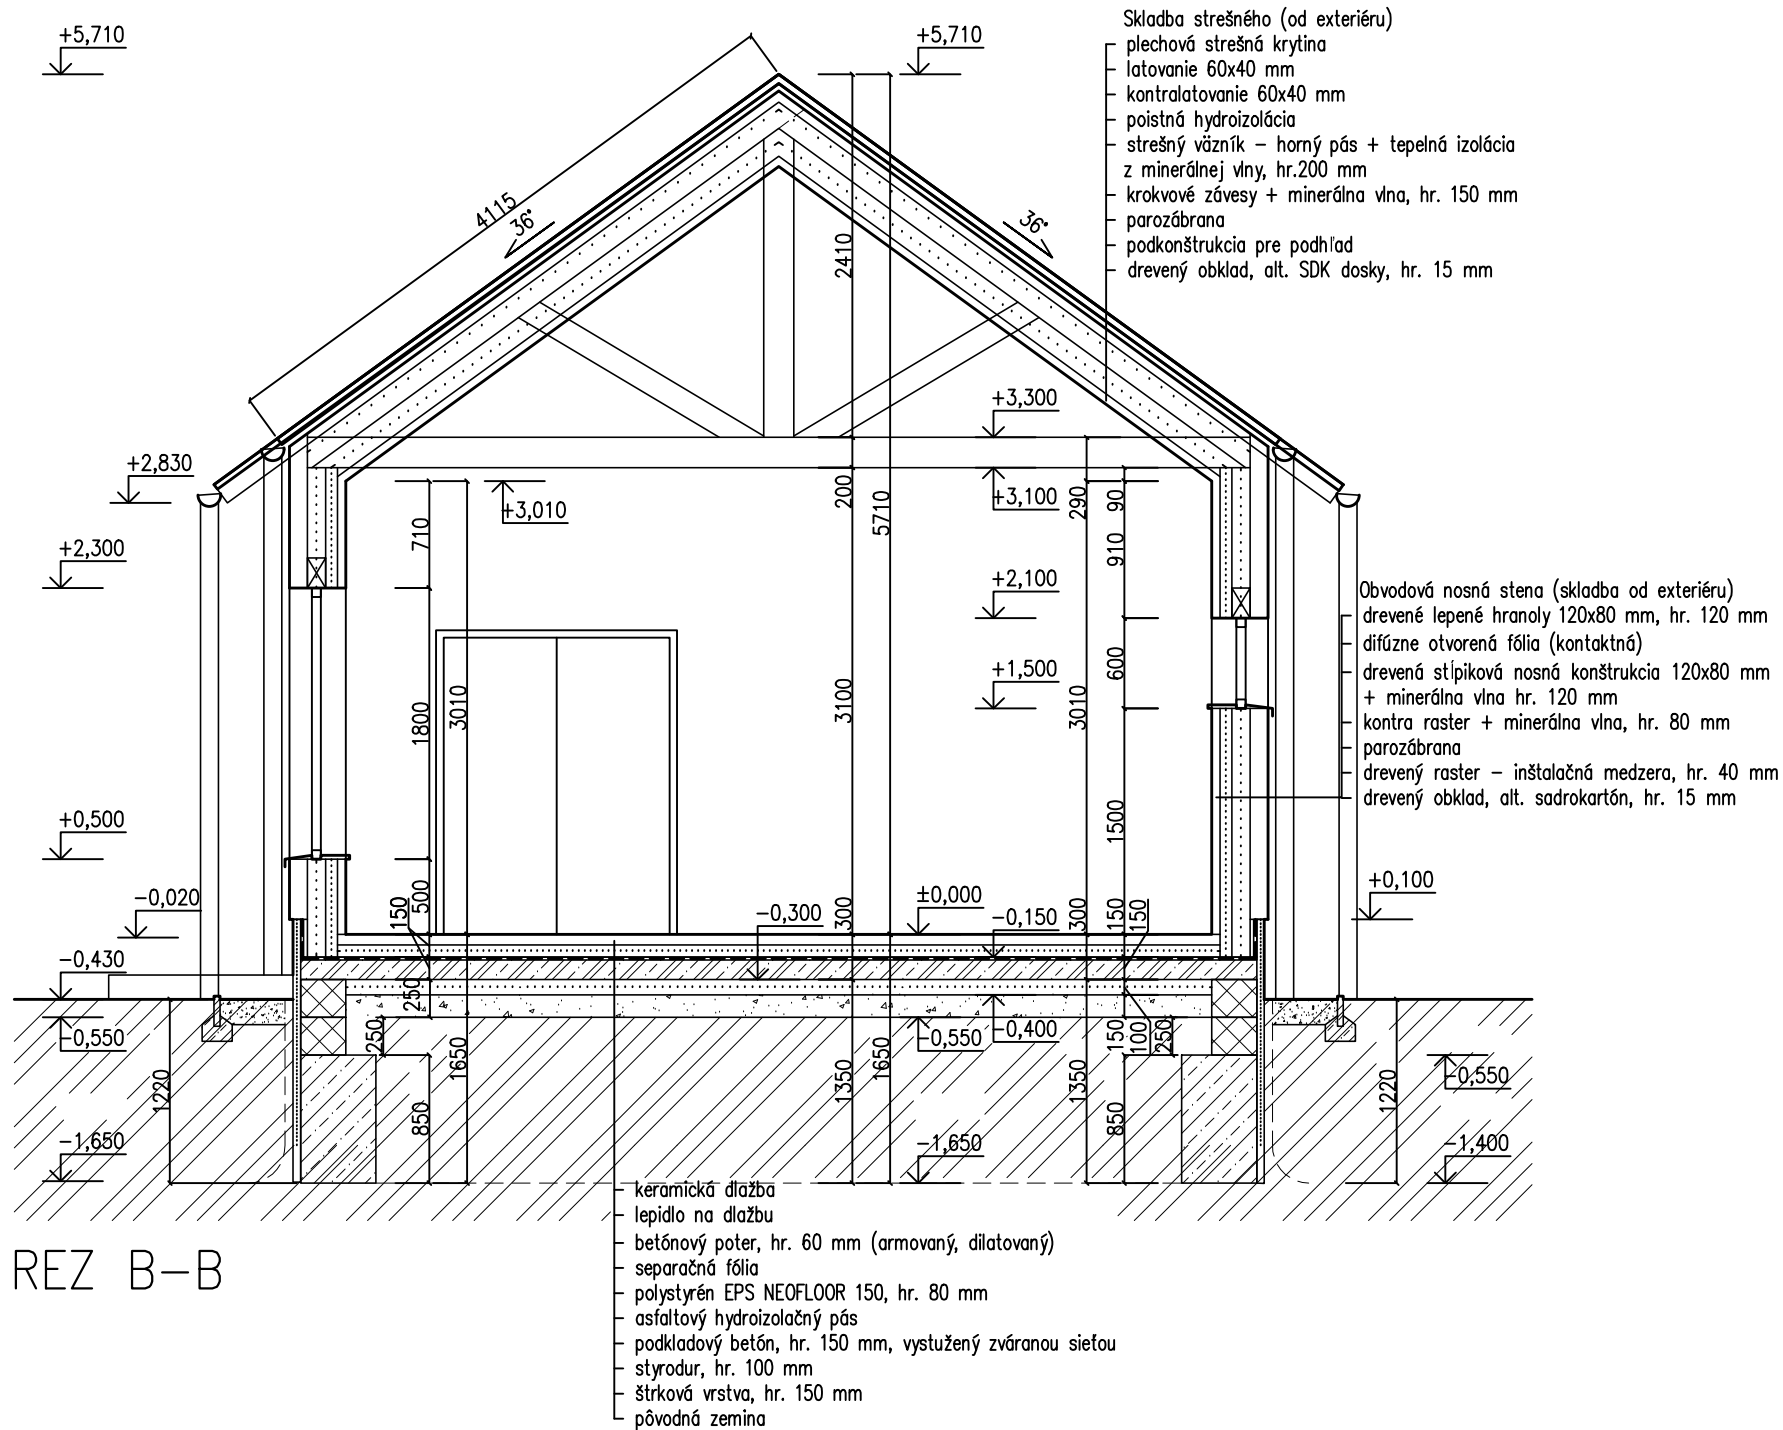 +5,710
+5,710
Skladba strešného (od exteriéru)
plechová strešná krytina
latovanie 60x40 mm
kontralatovanie 60x40 mm
poistná hydroizolácia
strešný väzník – horný pás + tepelná izolácia
z minerálnej vlny, hr.200 mm
krokvové závesy + minerálna vlna, hr. 150 mm
parozábrana
podkonštrukcia pre podhľad
drevený obklad, alt. SDK dosky, hr. 15 mm
4115
36°
36°
2410
+3,300
+2,830
+3,100
+3,010
710
200
5710
290
90
910
+2,300
+2,100
Obvodová nosná stena (skladba od exteriéru)
drevené lepené hranoly 120x80 mm, hr. 120 mm
difúzne otvorená fólia (kontaktná)
drevená stĺpiková nosná konštrukcia 120x80 mm
+ minerálna vlna hr. 120 mm
kontra raster + minerálna vlna, hr. 80 mm
parozábrana
drevený raster – inštalačná medzera, hr. 40 mm
drevený obklad, alt. sadrokartón, hr. 15 mm
+1,500
600
1800
3010
3100
3010
1500
+0,500
+0,100
-0,020
150
500
-0,300
300
±0,000
-0,150
300
150
150
-0,430
250
-0,550
250
-0,550
-0,400
150
100
250
-0,550
1220
1650
1350
1650
1350
1220
850
850
-1,650
-1,650
-1,400
keramická dlažba
lepidlo na dlažbu
betónový poter, hr. 60 mm (armovaný, dilatovaný)
separačná fólia
polystyrén EPS NEOFLOOR 150, hr. 80 mm
asfaltový hydroizolačný pás
podkladový betón, hr. 150 mm, vystužený zváranou sieťou
styrodur, hr. 100 mm
štrková vrstva, hr. 150 mm
pôvodná zemina
REZ B–B